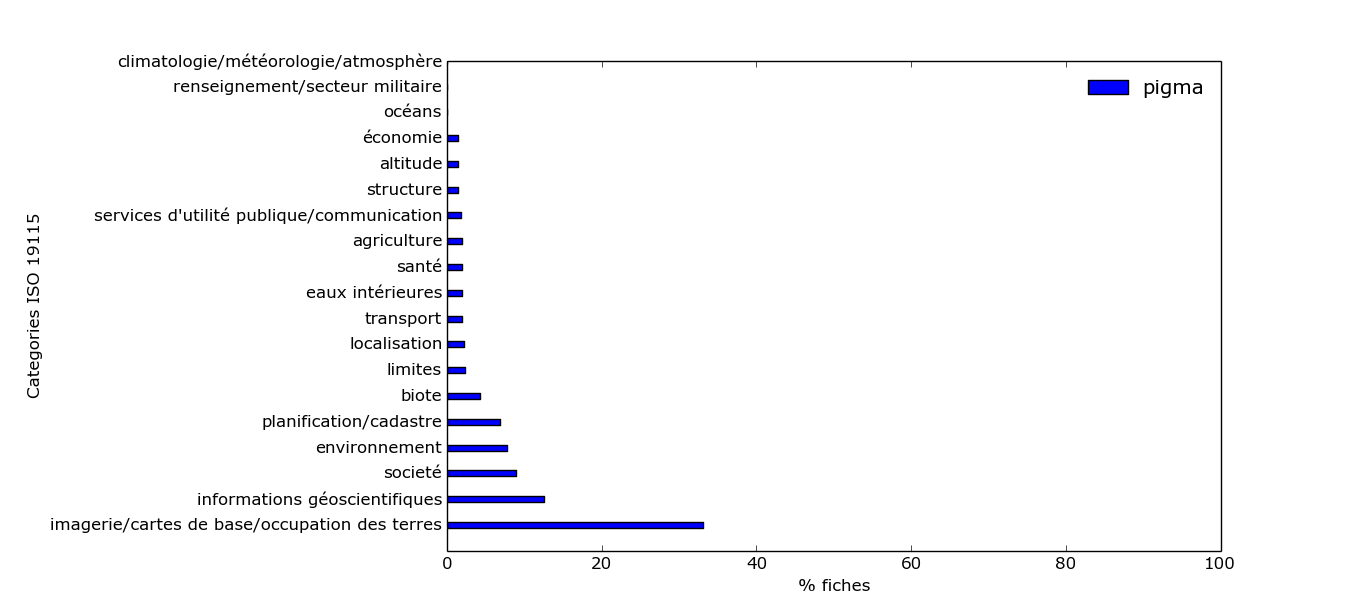 climatologie/météorologie/atmosphère
renseignement/secteur militaire
océans
économie
altitude
structure
services d'utilité publique/communication
agriculture
santé
eaux intérieures
transport
localisation
limites
biote
planification/cadastre
environnement
societé
informations géoscientifiques
imagerie/cartes de base/occupation des terres
Categories ISO 19115
pigma
0 20 40 60 80 100
% fiches